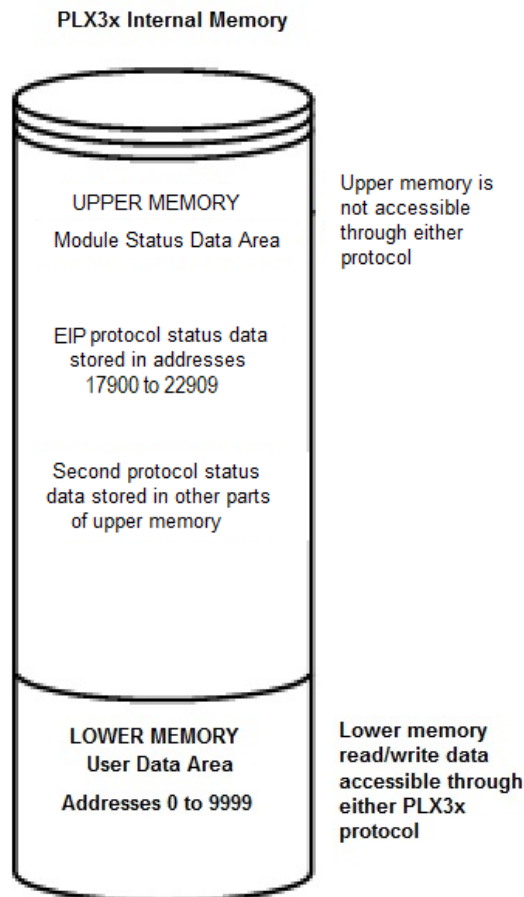 PLX3x Internal Memory
UPPER MEMORY
Module Status Data Area
Upper memory is
not accessible
through either
protocol
EIP protocol status data
stored in addresses
17900 to 22909
Second protocol status
data stored in other parts
of upper memory
LOWER MEMORY
User Data Area
Addresses 0 to 9999
Lower memory
read/write data
accessible through
either PLX3x
protocol